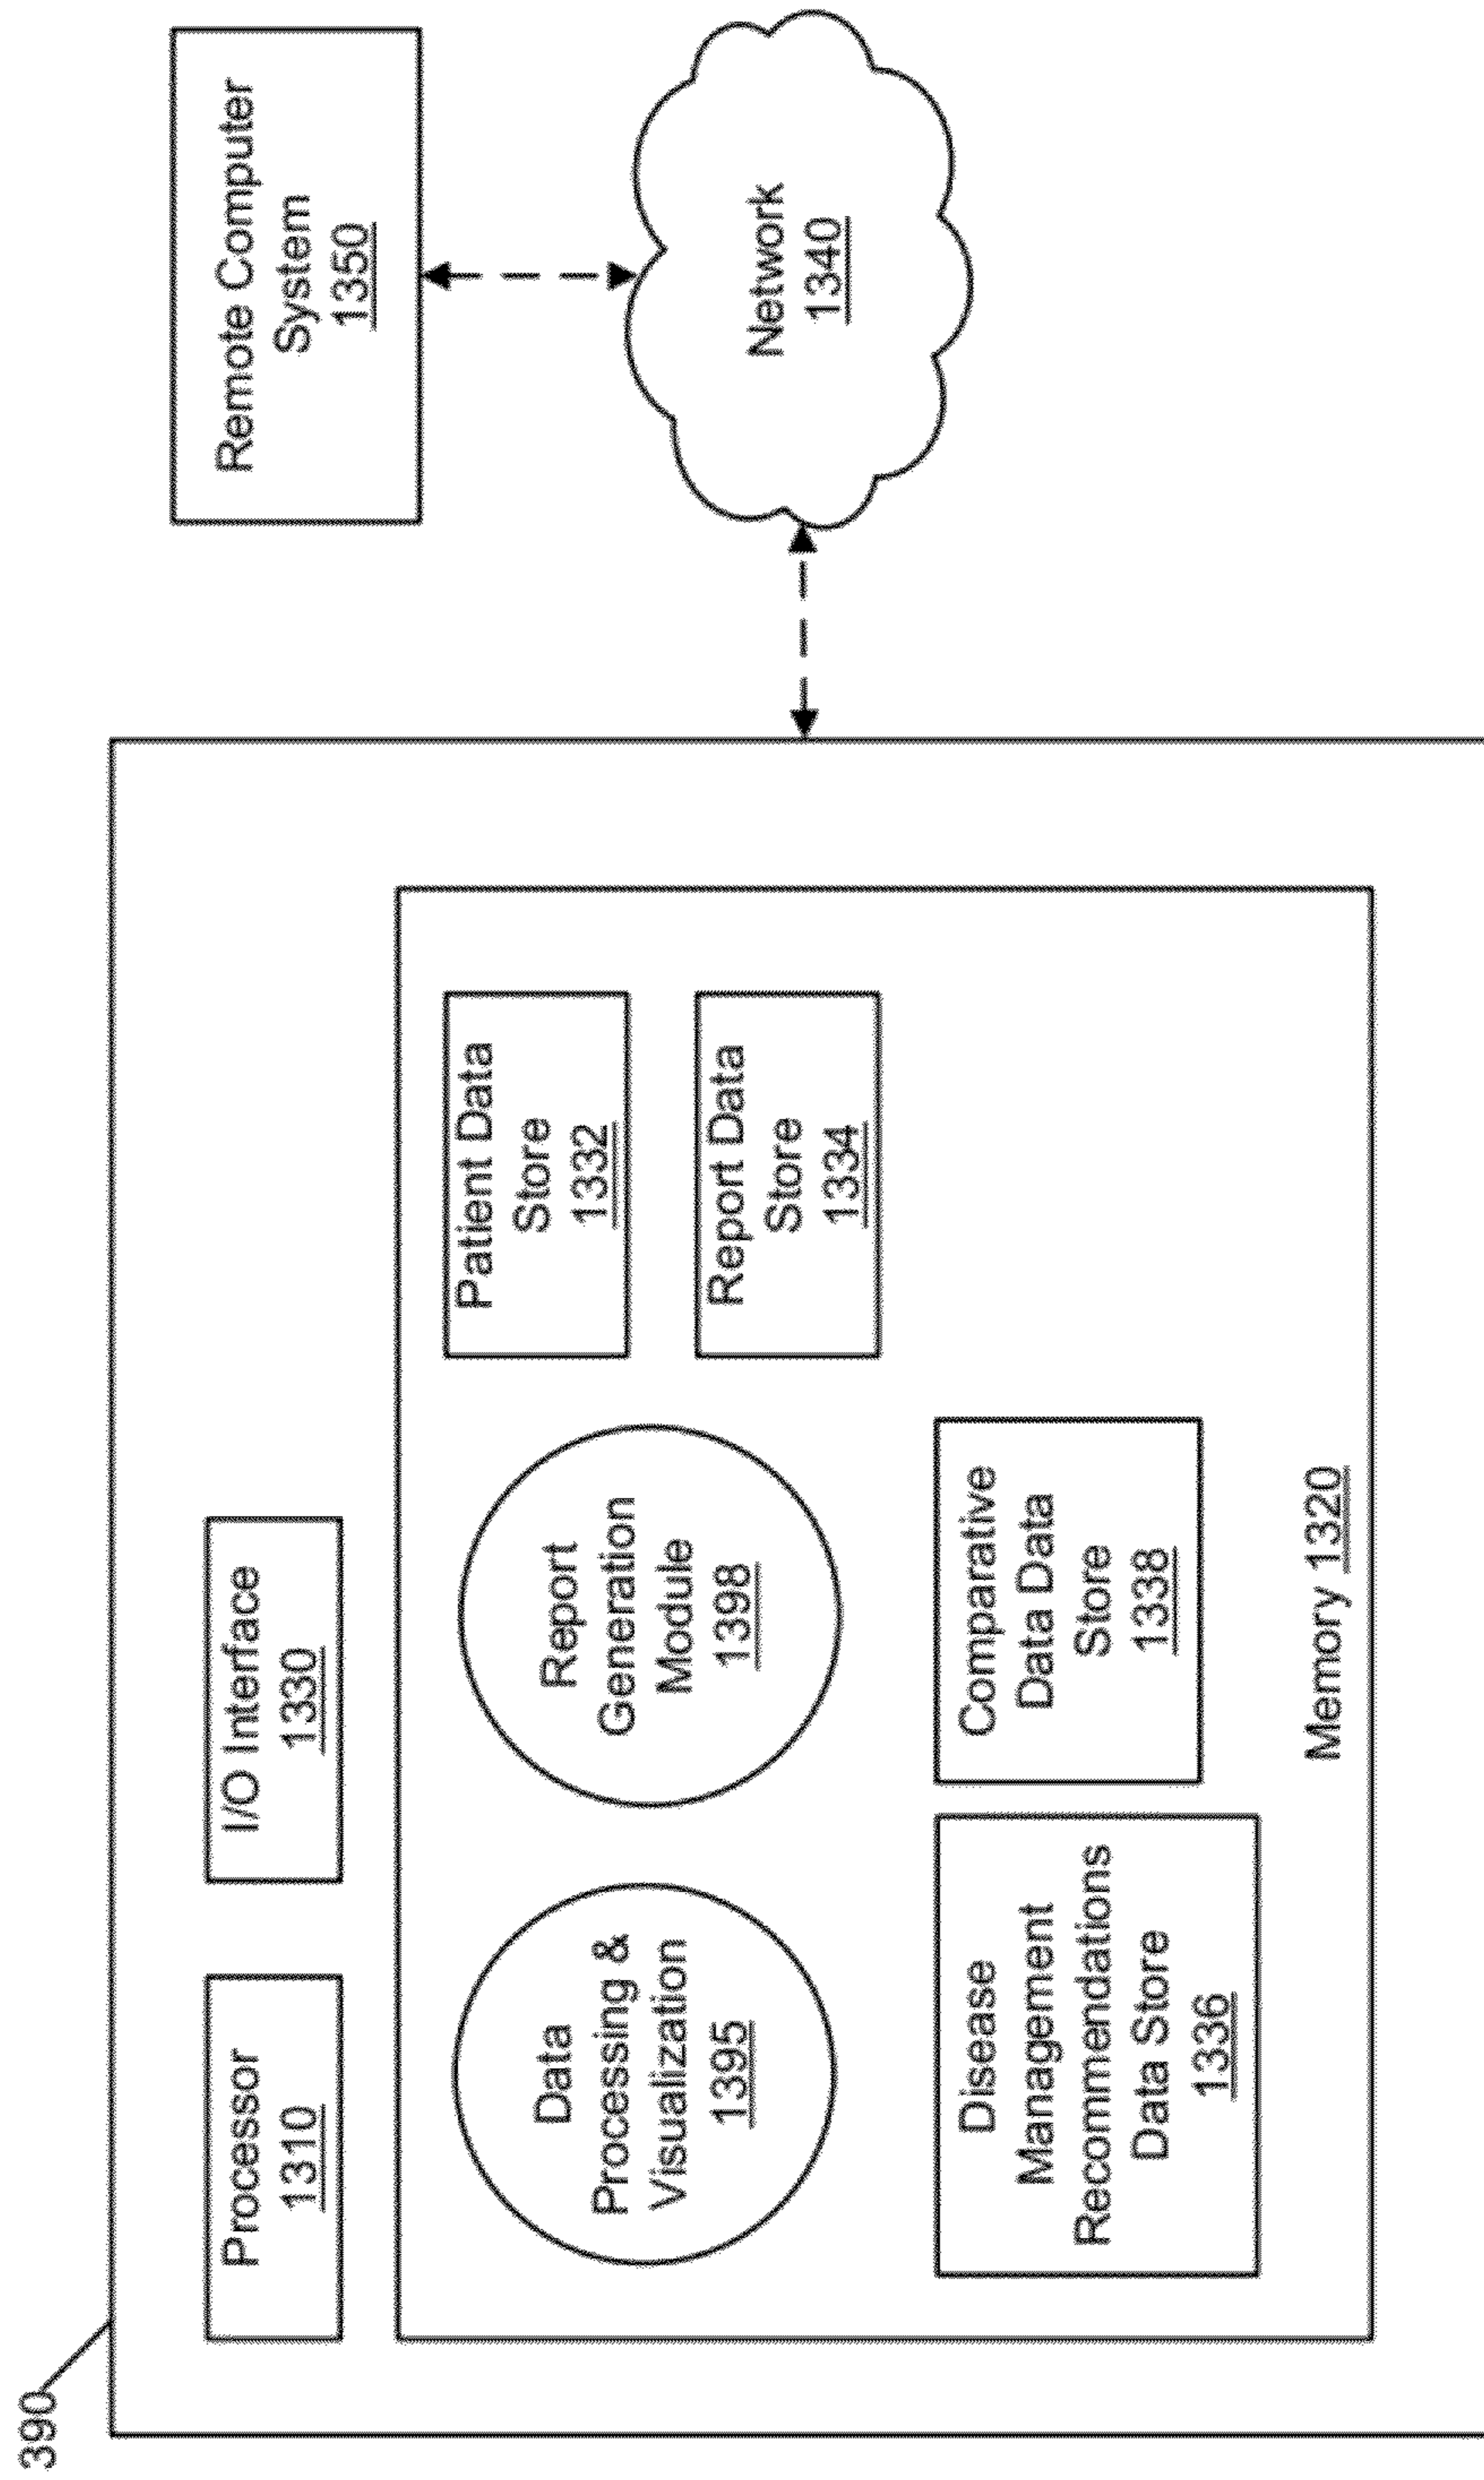 390
Processor
1310
I/O Interface
1330
Data
Processing &
Visualization
1395
Report
Generation
Module
1398
Patient Data
Store
1332
Report Data
Store
1334
Disease
Management
Recommendations
Data Store
1336
Comparative
Data Data
Store
1338
Memory 1320
Remote Computer
System
1350
Network
1340